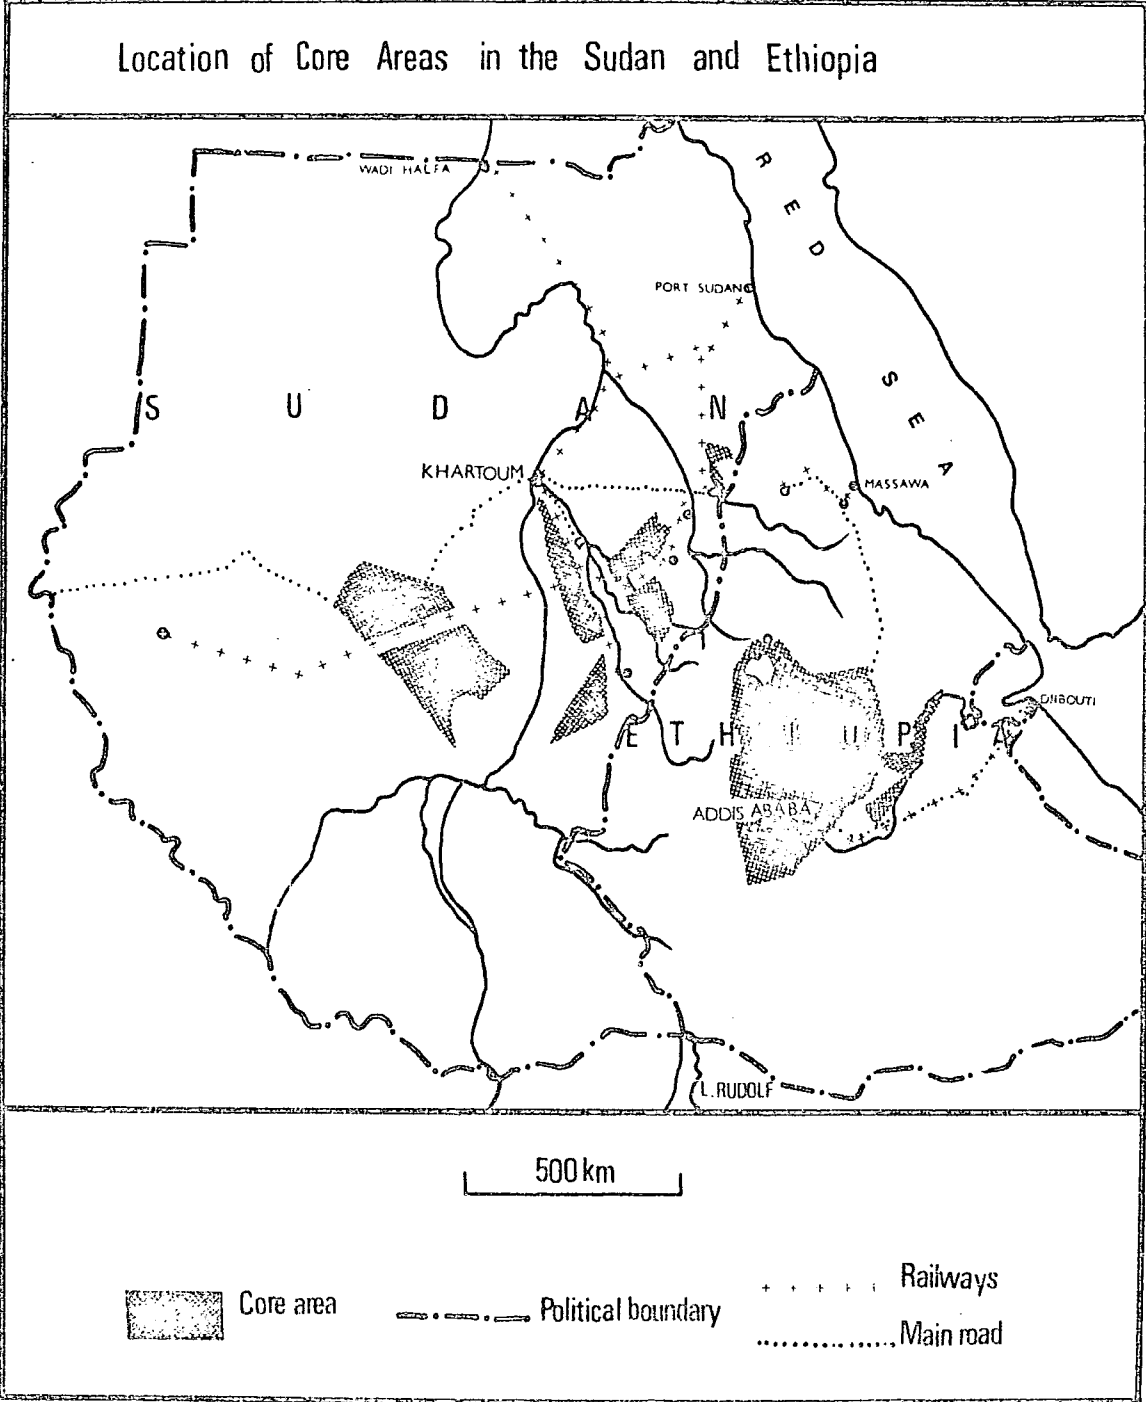 Location of Core Areas in the Sudan and Ethiopia
WADI HALFA
RED SEA
PORT SUDAN
SUDAN
KHARTOUM
MASSAWA
DJIBOUTI
ETHIOPIA
ADDIS ABABA
L. RUDOLF
500 km
Core area
Political boundary
Railways
Main road